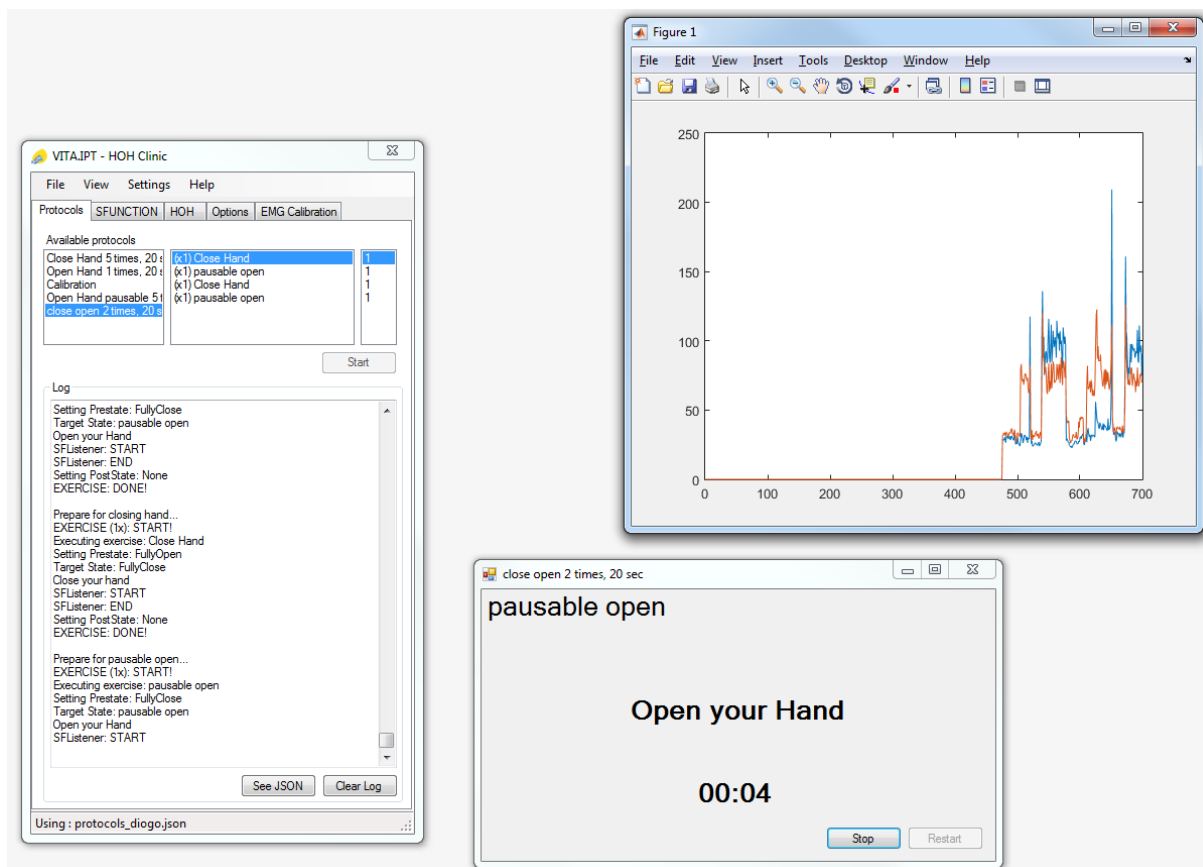 VITA.IPT - HOH Clinic
File View Settings Help
Protocols SFUNCTION HOH Options EMG Calibration
Available protocols
Close Hand 5 times, 20 s (x1) Close Hand 1
Open Hand 1 times, 20 s (x1) pausable open 1
Calibration (x1) Close Hand 1
Open Hand pausable 5 t (x1) pausable open 1
close open 2 times, 20 s
Start
Log
Setting Prestate: FullyClose
Target State: pausable open
Open your Hand
SFListener: START
SFListener: END
Setting PostState: None
EXERCISE: DONE!
Prepare for closing hand...
EXERCISE (1x): START!
Executing exercise: Close Hand
Setting Prestate: FullyOpen
Target State: FullyClose
Close your hand
SFListener: START
SFListener: END
Setting PostState: None
EXERCISE: DONE!
Prepare for pausable open...
EXERCISE (1x): START!
Executing exercise: pausable open
Setting Prestate: FullyClose
Target State: pausable open
Open your Hand
SFListener: START
See JSON Clear Log
Using : protocols_diogo.json
Figure 1
File Edit View Insert Tools Desktop Window Help
250
200
150
100
50
0
0 100 200 300 400 500 600 700
close open 2 times, 20 sec
pausable open
Open your Hand
00:04
Stop Restart